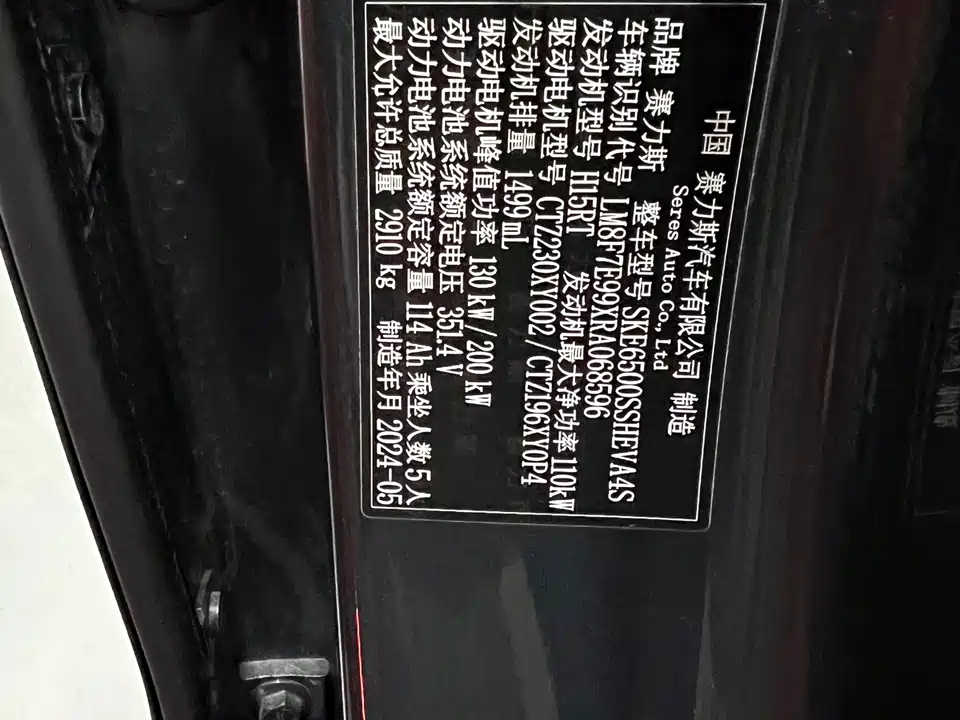 中国 赛力斯汽车有限公司 制造
Seres Auto Co., Ltd
品牌 赛力斯 整车型号 SKE6500SSHEVA4S
车辆识别代号 LM8F7E99XRA068596
发动机型号 H15RT 发动机最大净功率 110kW
驱动电机型号 CTZ230XY002/CTZ196XY0P4
发动机排量 1499 mL
驱动电机峰值功率 130 kW/200 kW
动力电池系统额定电压 351.4 V
动力电池系统额定容量 114 Ah 乘坐人数 5 人
最大允许总质量 2910 kg 制造年月 2024-05